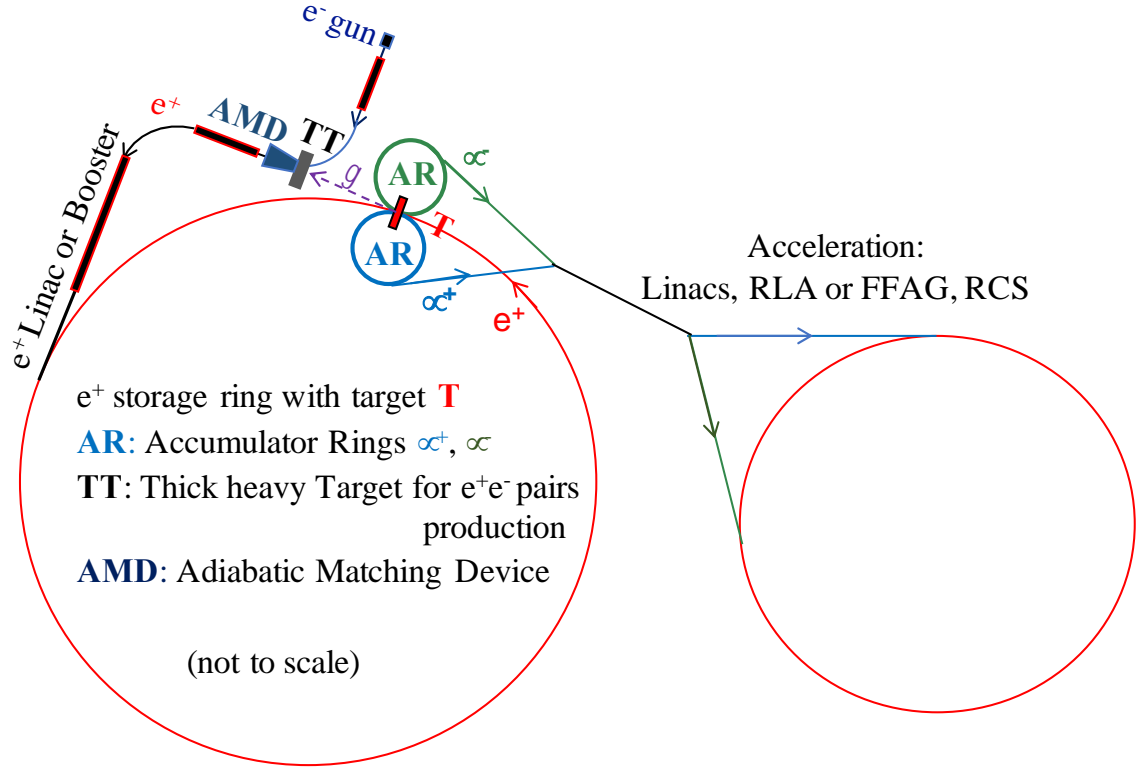 e⁻ gun
e⁺
AMD
TT
e⁺ Linac or Booster
g
AR
∝⁻
T
AR
∝⁺
e⁺
Acceleration:
Linacs, RLA or FFAG, RCS
e⁺ storage ring with target T
AR: Accumulator Rings ∝⁺, ∝⁻
TT: Thick heavy Target for e⁺e⁻ pairs
production
AMD: Adiabatic Matching Device
(not to scale)